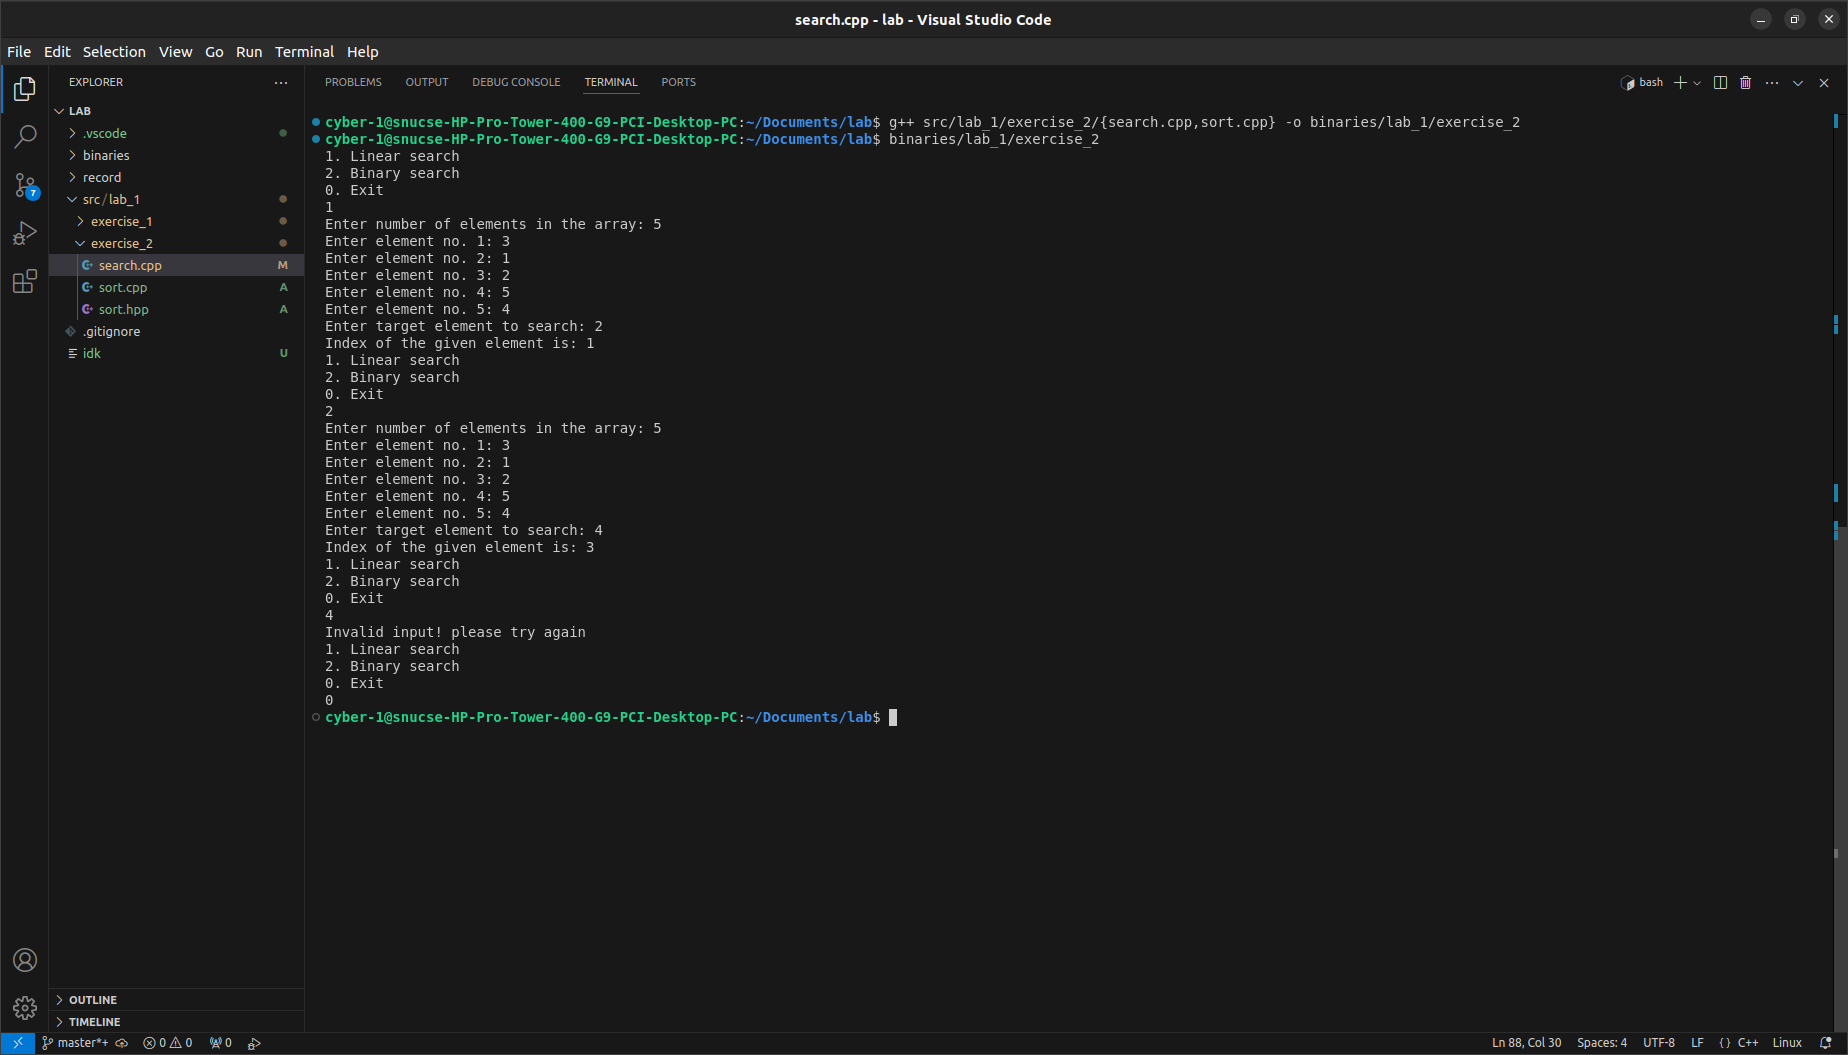 search.cpp - lab - Visual Studio Code
File Edit Selection View Go Run Terminal Help
EXPLORER
LAB
.vscode
binaries
record
src/lab_1
exercise_1
exercise_2
search.cpp M
sort.cpp A
sort.hpp A
.gitignore
idk U
OUTLINE
TIMELINE
7
PROBLEMS OUTPUT DEBUG CONSOLE TERMINAL PORTS
bash
cyber-1@snucse-HP-Pro-Tower-400-G9-PCI-Desktop-PC:~/Documents/lab$ g++ src/lab_1/exercise_2/{search.cpp,sort.cpp} -o binaries/lab_1/exercise_2
cyber-1@snucse-HP-Pro-Tower-400-G9-PCI-Desktop-PC:~/Documents/lab$ binaries/lab_1/exercise_2
1. Linear search
2. Binary search
0. Exit
1
Enter number of elements in the array: 5
Enter element no. 1: 3
Enter element no. 2: 1
Enter element no. 3: 2
Enter element no. 4: 5
Enter element no. 5: 4
Enter target element to search: 2
Index of the given element is: 1
1. Linear search
2. Binary search
0. Exit
2
Enter number of elements in the array: 5
Enter element no. 1: 3
Enter element no. 2: 1
Enter element no. 3: 2
Enter element no. 4: 5
Enter element no. 5: 4
Enter target element to search: 4
Index of the given element is: 3
1. Linear search
2. Binary search
0. Exit
4
Invalid input! please try again
1. Linear search
2. Binary search
0. Exit
0
cyber-1@snucse-HP-Pro-Tower-400-G9-PCI-Desktop-PC:~/Documents/lab$
master*+ 0 0 0 Ln 88, Col 30 Spaces: 4 UTF-8 LF {} C++ Linux